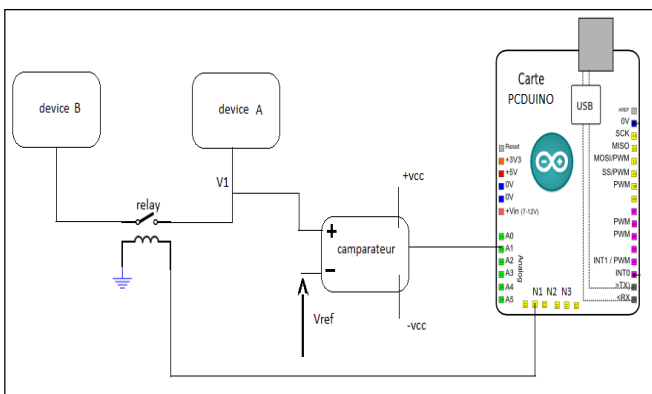 device B
device A
V1
relay
+vcc
camparateur
-vcc
Vref
Carte
PCDUINO
USB
Reset
+3V3
+5V
0V
0V
+Vin (7-12V)
A0
A1
A2
A3
A4
A5
Analog
N1 N2 N3
AREF
0V
SCK
MISO
MOSI/PWM
SS/PWM
PWM
PWM
PWM
INT1 / PWM
INT0
>TX
<RX